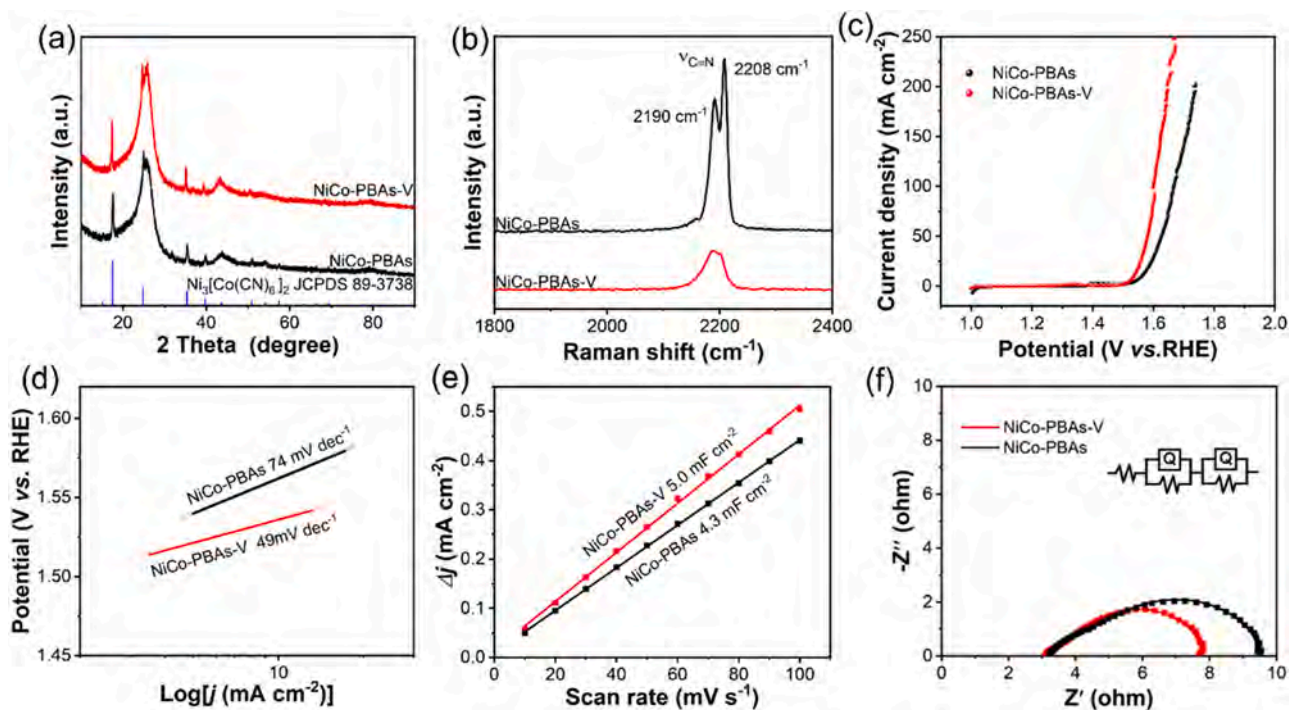 (a)
Intensity (a.u.)
NiCo-PBAs-V
NiCo-PBAs
Ni₃[Co(CN)₆]₂ JCPDS 89-3738
20 40 60 80
2 Theta (degree)
(b)
Intensity (a.u.)
νC≡N
2208 cm⁻¹
2190 cm⁻¹
NiCo-PBAs
NiCo-PBAs-V
1800 2000 2200 2400
Raman shift (cm⁻¹)
(c)
Current density (mA cm⁻²)
250
200
150
100
50
0
NiCo-PBAs
NiCo-PBAs-V
1.0 1.2 1.4 1.6 1.8 2.0
Potential (V vs.RHE)
(d)
Potential (V vs. RHE)
1.60
1.55
1.50
1.45
NiCo-PBAs 74 mV dec⁻¹
NiCo-PBAs-V 49mV dec⁻¹
10
Log[j (mA cm⁻²)]
(e)
Δj (mA cm⁻²)
0.5
0.4
0.3
0.2
0.1
0.0
NiCo-PBAs-V 5.0 mF cm⁻²
NiCo-PBAs 4.3 mF cm⁻²
0 20 40 60 80 100
Scan rate (mV s⁻¹)
(f)
-Z'' (ohm)
10
8
6
4
2
0
NiCo-PBAs-V
NiCo-PBAs
Q
Q
0 2 4 6 8 10
Z' (ohm)